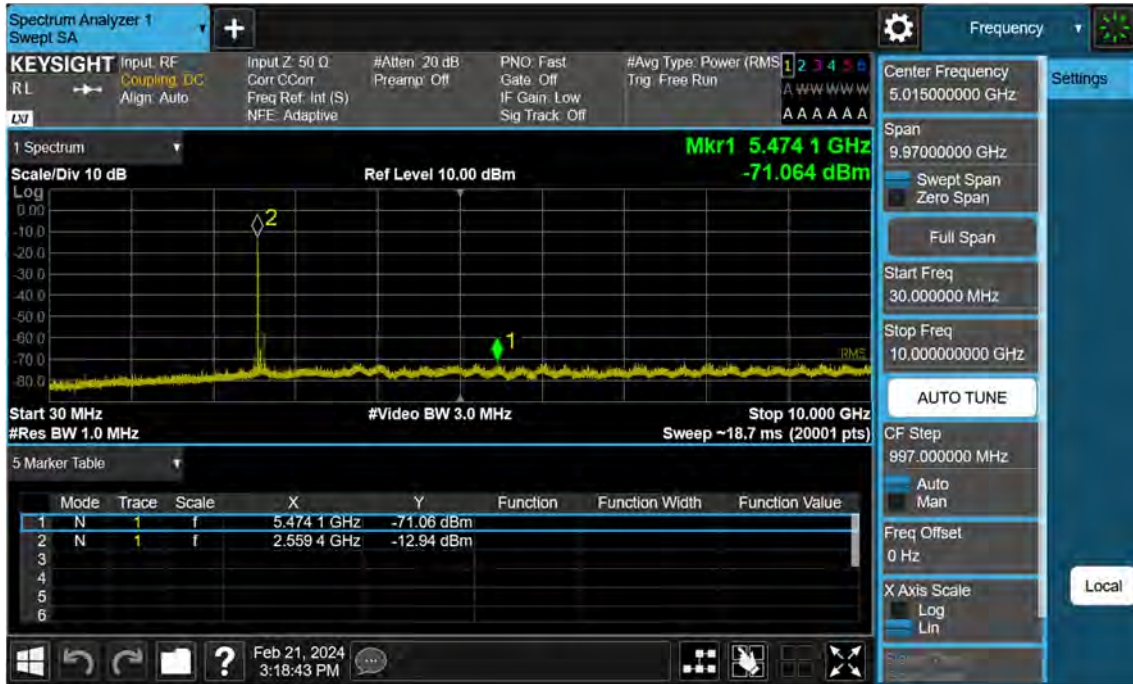 Spectrum Analyzer 1
Swept SA
Frequency
KEYSIGHT
RL
LXI
Input: RF
Coupling: DC
Align: Auto
Input Z: 50 Ω
Corr CCorr
Freq Ref: Int (S)
NFE: Adaptive
#Atten: 20 dB
Preamp: Off
PNO: Fast
Gate: Off
IF Gain: Low
Sig Track: Off
#Avg Type: Power (RMS
Trig: Free Run
1 2 3 4 5 6
A W W W W W
A A A A A A
1 Spectrum
Scale/Div 10 dB
Ref Level 10.00 dBm
Mkr1 5.474 1 GHz
-71.064 dBm
Log
0.00
-10.0
-20.0
-30.0
-40.0
-50.0
-60.0
-70.0
-80.0
2
1
RMS
Start 30 MHz
#Video BW 3.0 MHz
Stop 10.000 GHz
#Res BW 1.0 MHz
Sweep ~18.7 ms (20001 pts)
5 Marker Table
Mode Trace Scale X Y Function Function Width Function Value
1 N 1 f 5.474 1 GHz -71.06 dBm
2 N 1 f 2.559 4 GHz -12.94 dBm
3
4
5
6
Feb 21, 2024
3:18:43 PM
Center Frequency
5.015000000 GHz
Span
9.97000000 GHz
Swept Span
Zero Span
Full Span
Start Freq
30.000000 MHz
Stop Freq
10.000000000 GHz
AUTO TUNE
CF Step
997.000000 MHz
Auto
Man
Freq Offset
0 Hz
X Axis Scale
Log
Lin
Settings
Local